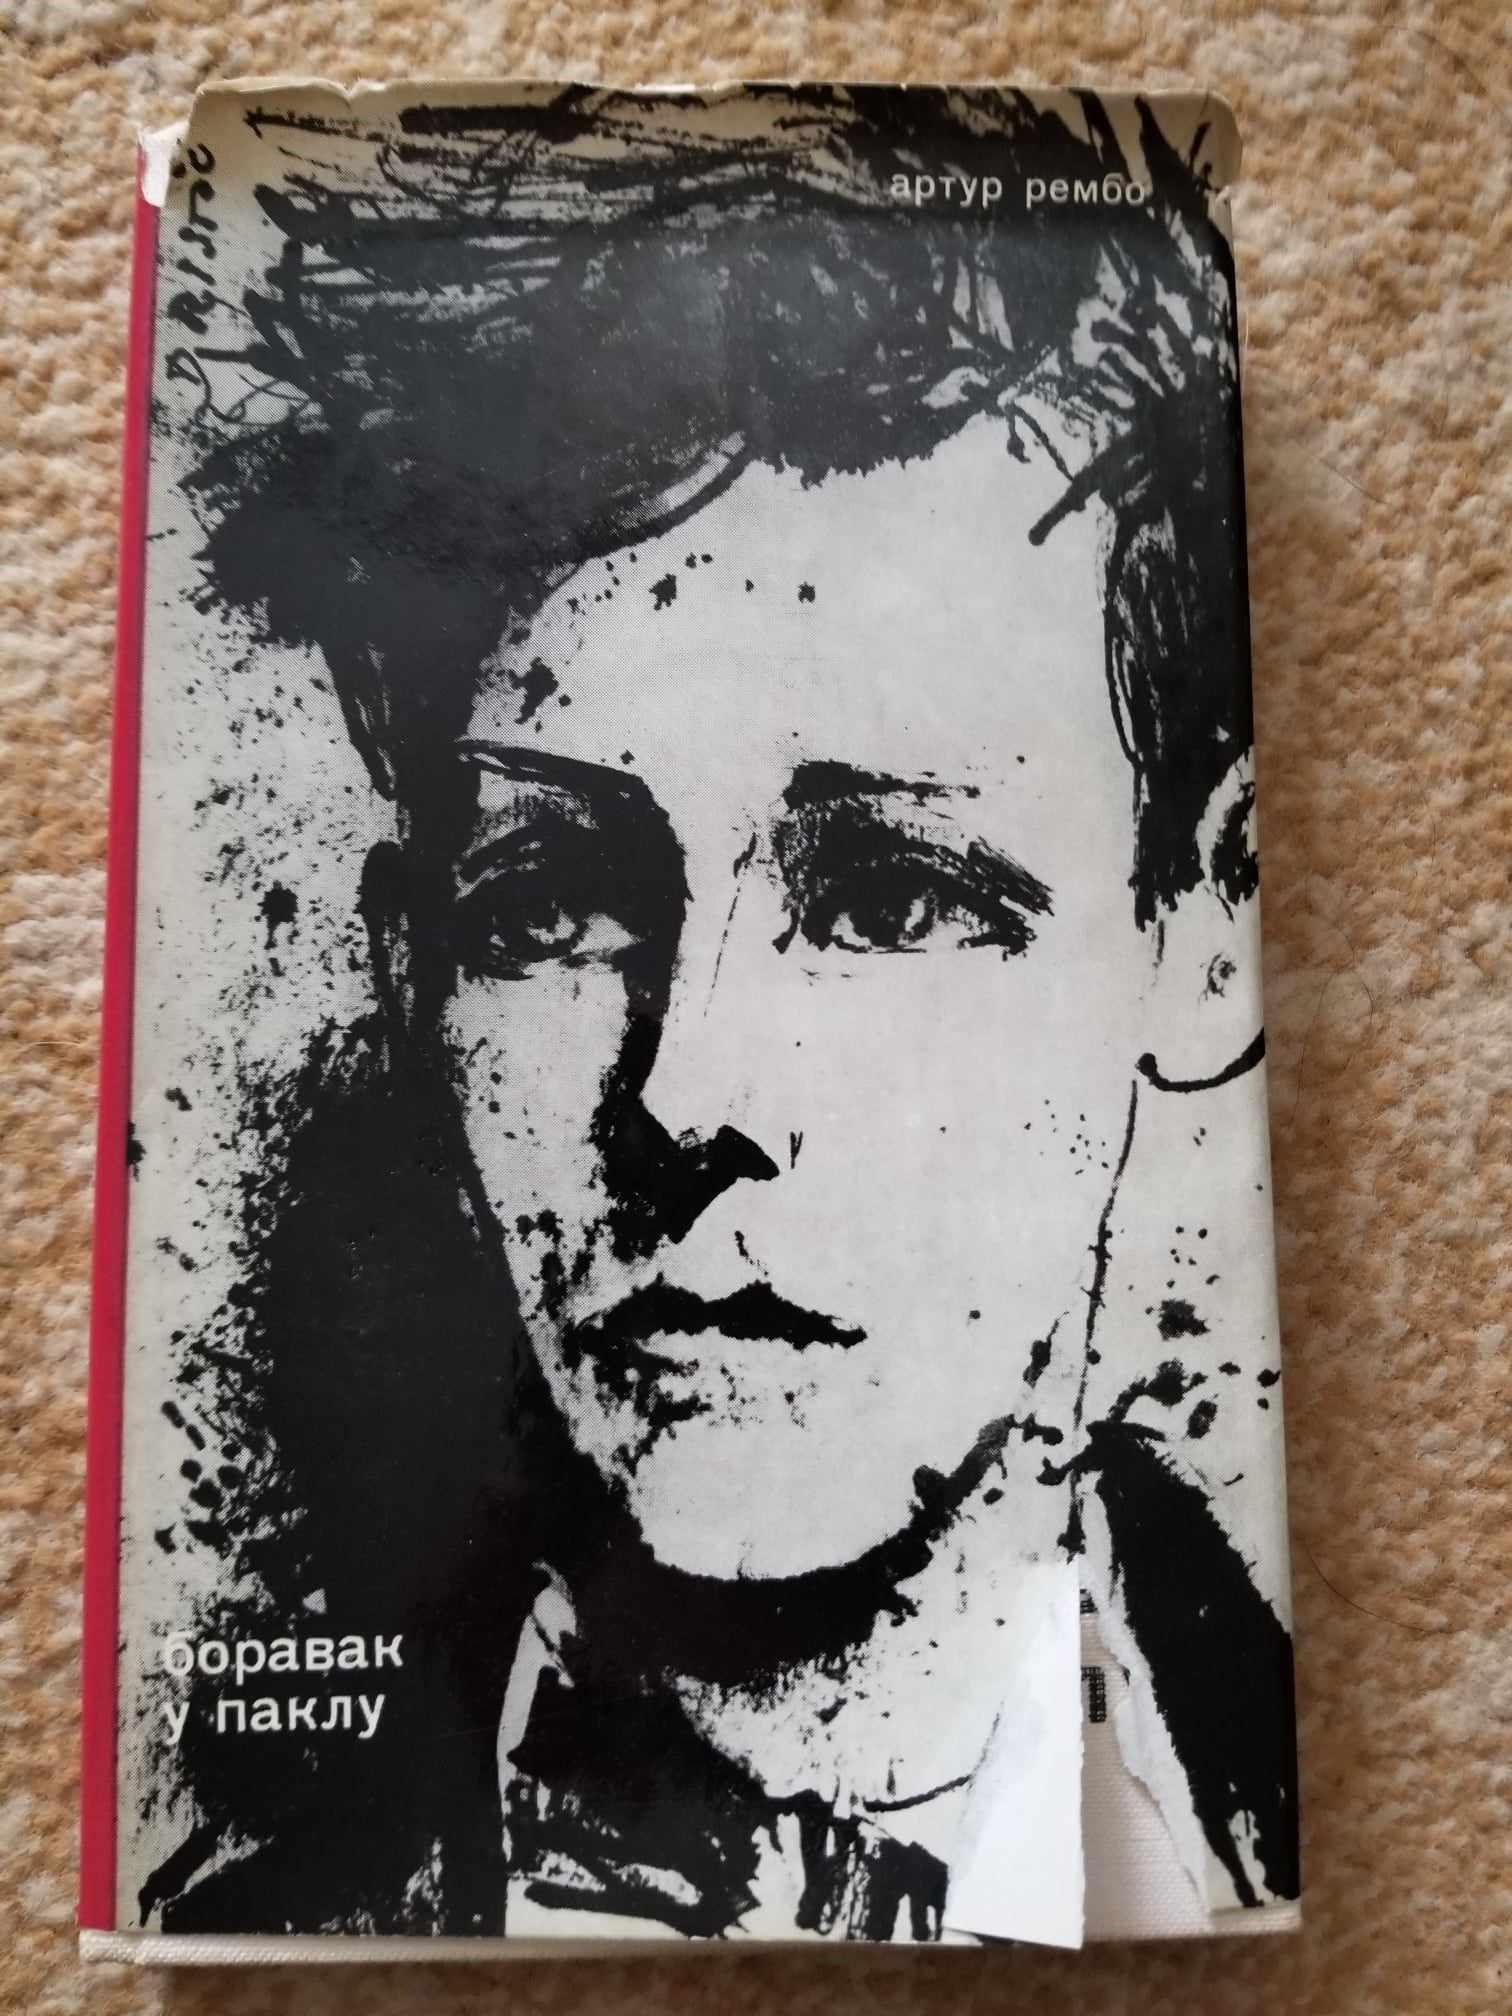 артур рембо
боравак
у паклу